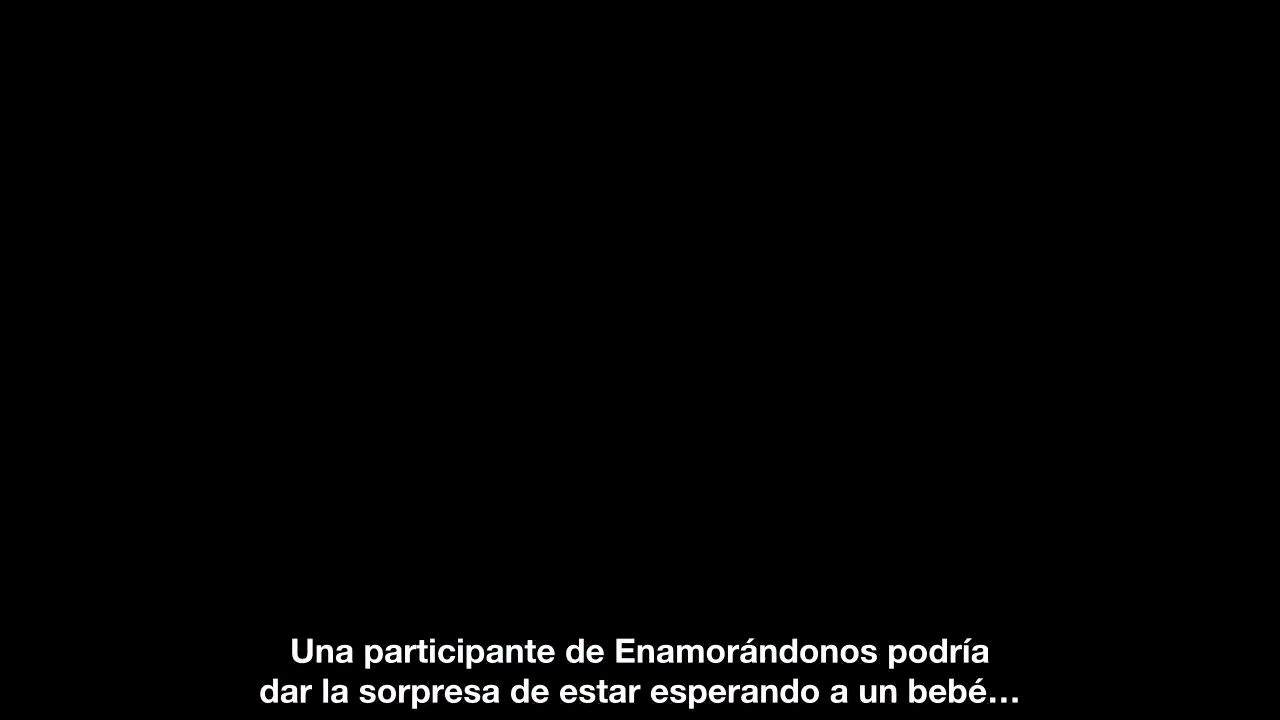 Una participante de Enamorándonos podría
dar la sorpresa de estar esperando a un bebé…